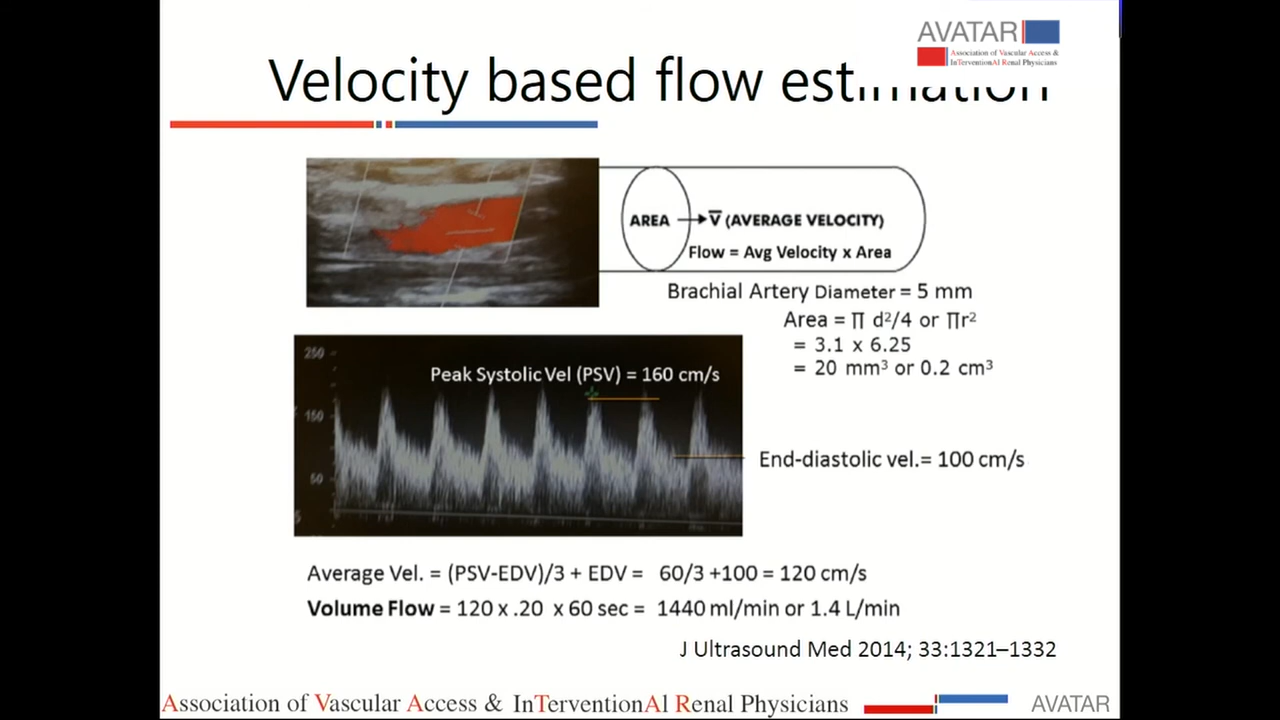 AVATAR
Association of Vascular Access &
InTerventionAl Renal Physicians
Velocity based flow estimation
AREA
V̅ (AVERAGE VELOCITY)
Flow = Avg Velocity x Area
Brachial Artery Diameter = 5 mm
Area = ∏ d²/4 or ∏r²
= 3.1 x 6.25
= 20 mm³ or 0.2 cm³
250
Peak Systolic Vel (PSV) = 160 cm/s
150
End-diastolic vel.= 100 cm/s
50
Average Vel. = (PSV-EDV)/3 + EDV = 60/3 +100 = 120 cm/s
Volume Flow = 120 x .20 x 60 sec = 1440 ml/min or 1.4 L/min
J Ultrasound Med 2014; 33:1321–1332
Association of Vascular Access & InTerventionAl Renal Physicians
AVATAR